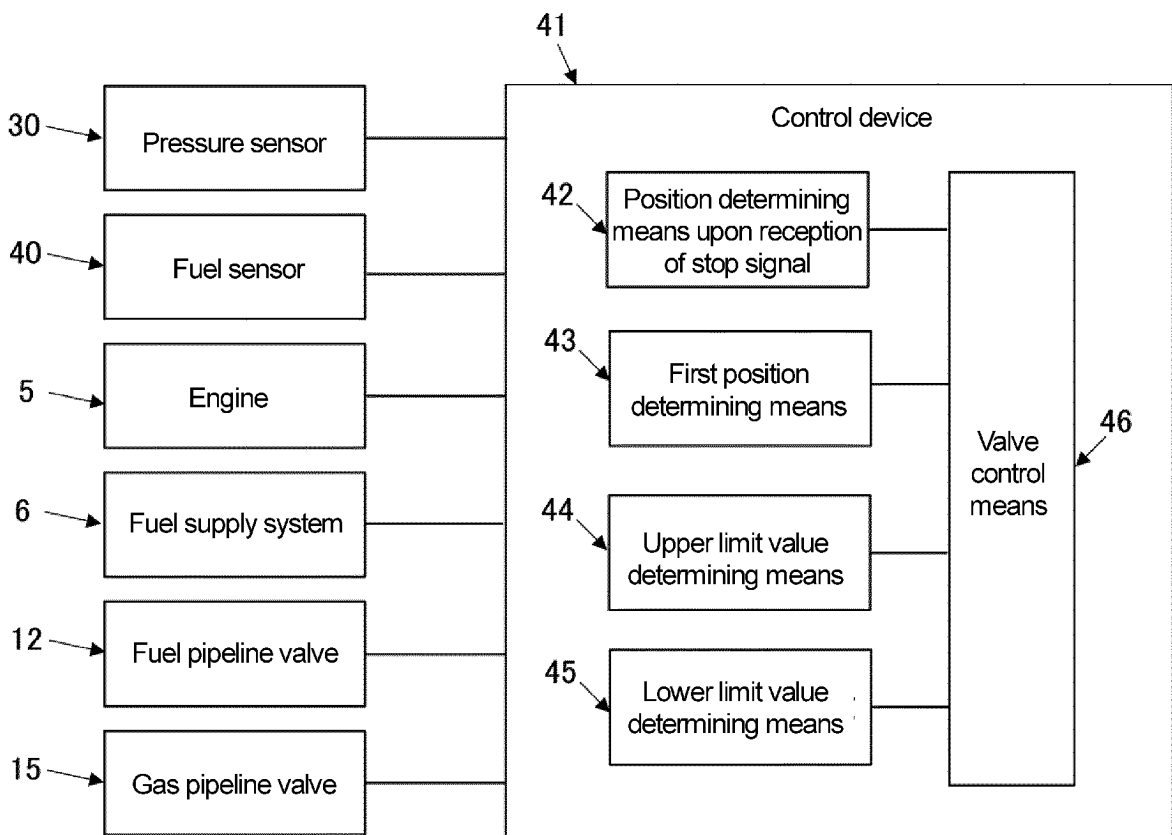 41
Control device
30
Pressure sensor
42
Position determining
means upon reception
of stop signal
40
Fuel sensor
43
First position
determining means
5
Engine
Valve
control
means
46
6
Fuel supply system
44
Upper limit value
determining means
12
Fuel pipeline valve
45
Lower limit value
determining means
15
Gas pipeline valve